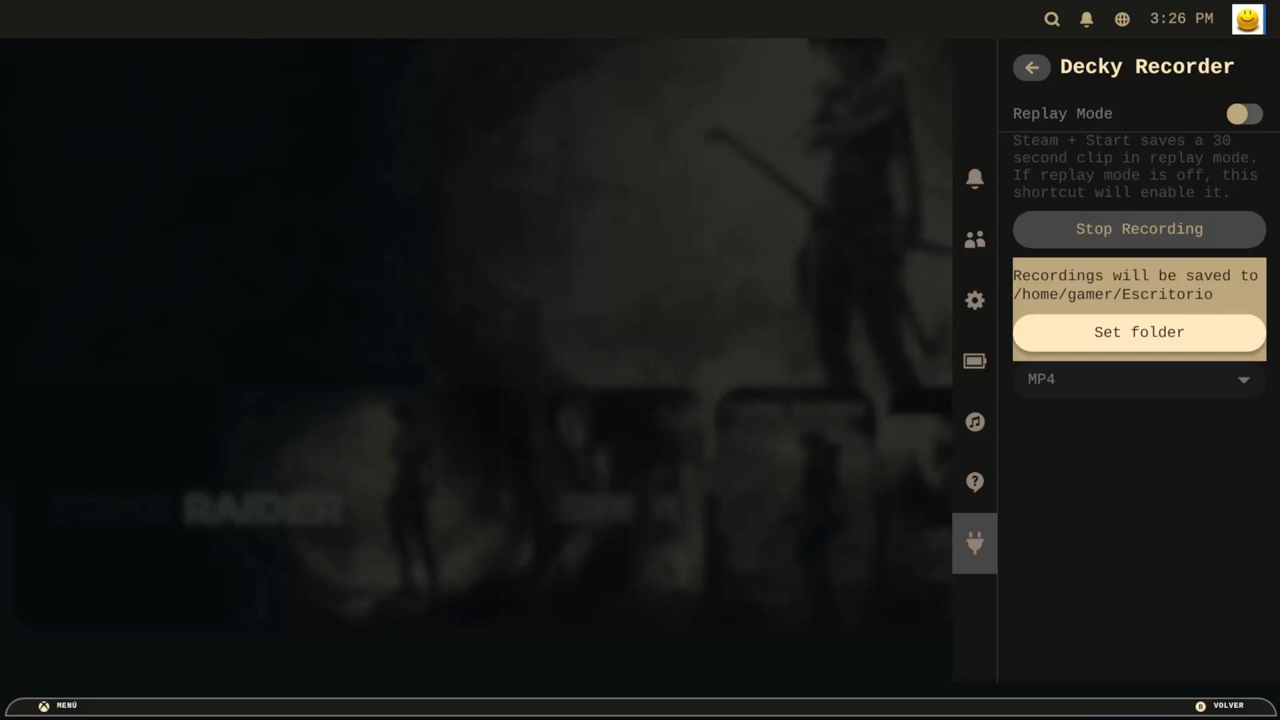 3:26 PM
Decky Recorder
Replay Mode
Steam + Start saves a 30
second clip in replay mode.
If replay mode is off, this
shortcut will enable it.
Stop Recording
Recordings will be saved to
/home/gamer/Escritorio
Set folder
MP4
RAIDER
MENÚ
B VOLVER